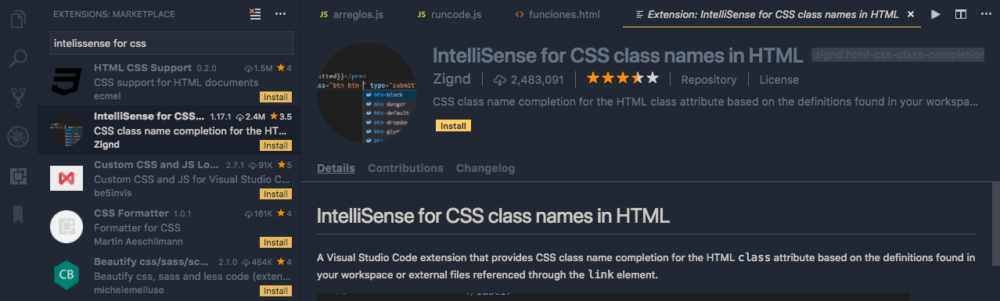 EXTENSIONS: MARKETPLACE
intelissense for css
HTML CSS Support 0.2.0 1.5M 4
CSS support for HTML documents
ecmel
Install
IntelliSense for CSS... 1.17.1 2.4M 3.5
CSS class name completion for the HT...
Zignd
Install
Custom CSS and JS Lo... 2.7.1 91K 5
Custom CSS and JS for Visual Studio C...
be5invis
Install
CSS Formatter 1.0.1 161K 4
Formatter for CSS
Martin Aeschlimann
Install
Beautify css/sass/sc... 2.1.0 454K 4
Beautify css, sass and less code (exten...
michelemelluso
Install
CB
JS arreglos.js
JS runcode.js
<> funciones.html
Extension: IntelliSense for CSS class names in HTML
IntelliSense for CSS class names in HTML
zignd.html-css-class-completion
Zignd
2,483,091
Repository
License
CSS class name completion for the HTML class attribute based on the definitions found in your workspa...
Install
}}</pre>
ass="btn btn " type="submit"
btn-block
btn-danger
btn-default
btn-dropdo
btn-glyi
btn
Details
Contributions
Changelog
IntelliSense for CSS class names in HTML
A Visual Studio Code extension that provides CSS class name completion for the HTML class attribute based on the definitions found in
your workspace or external files referenced through the link element.
</label>